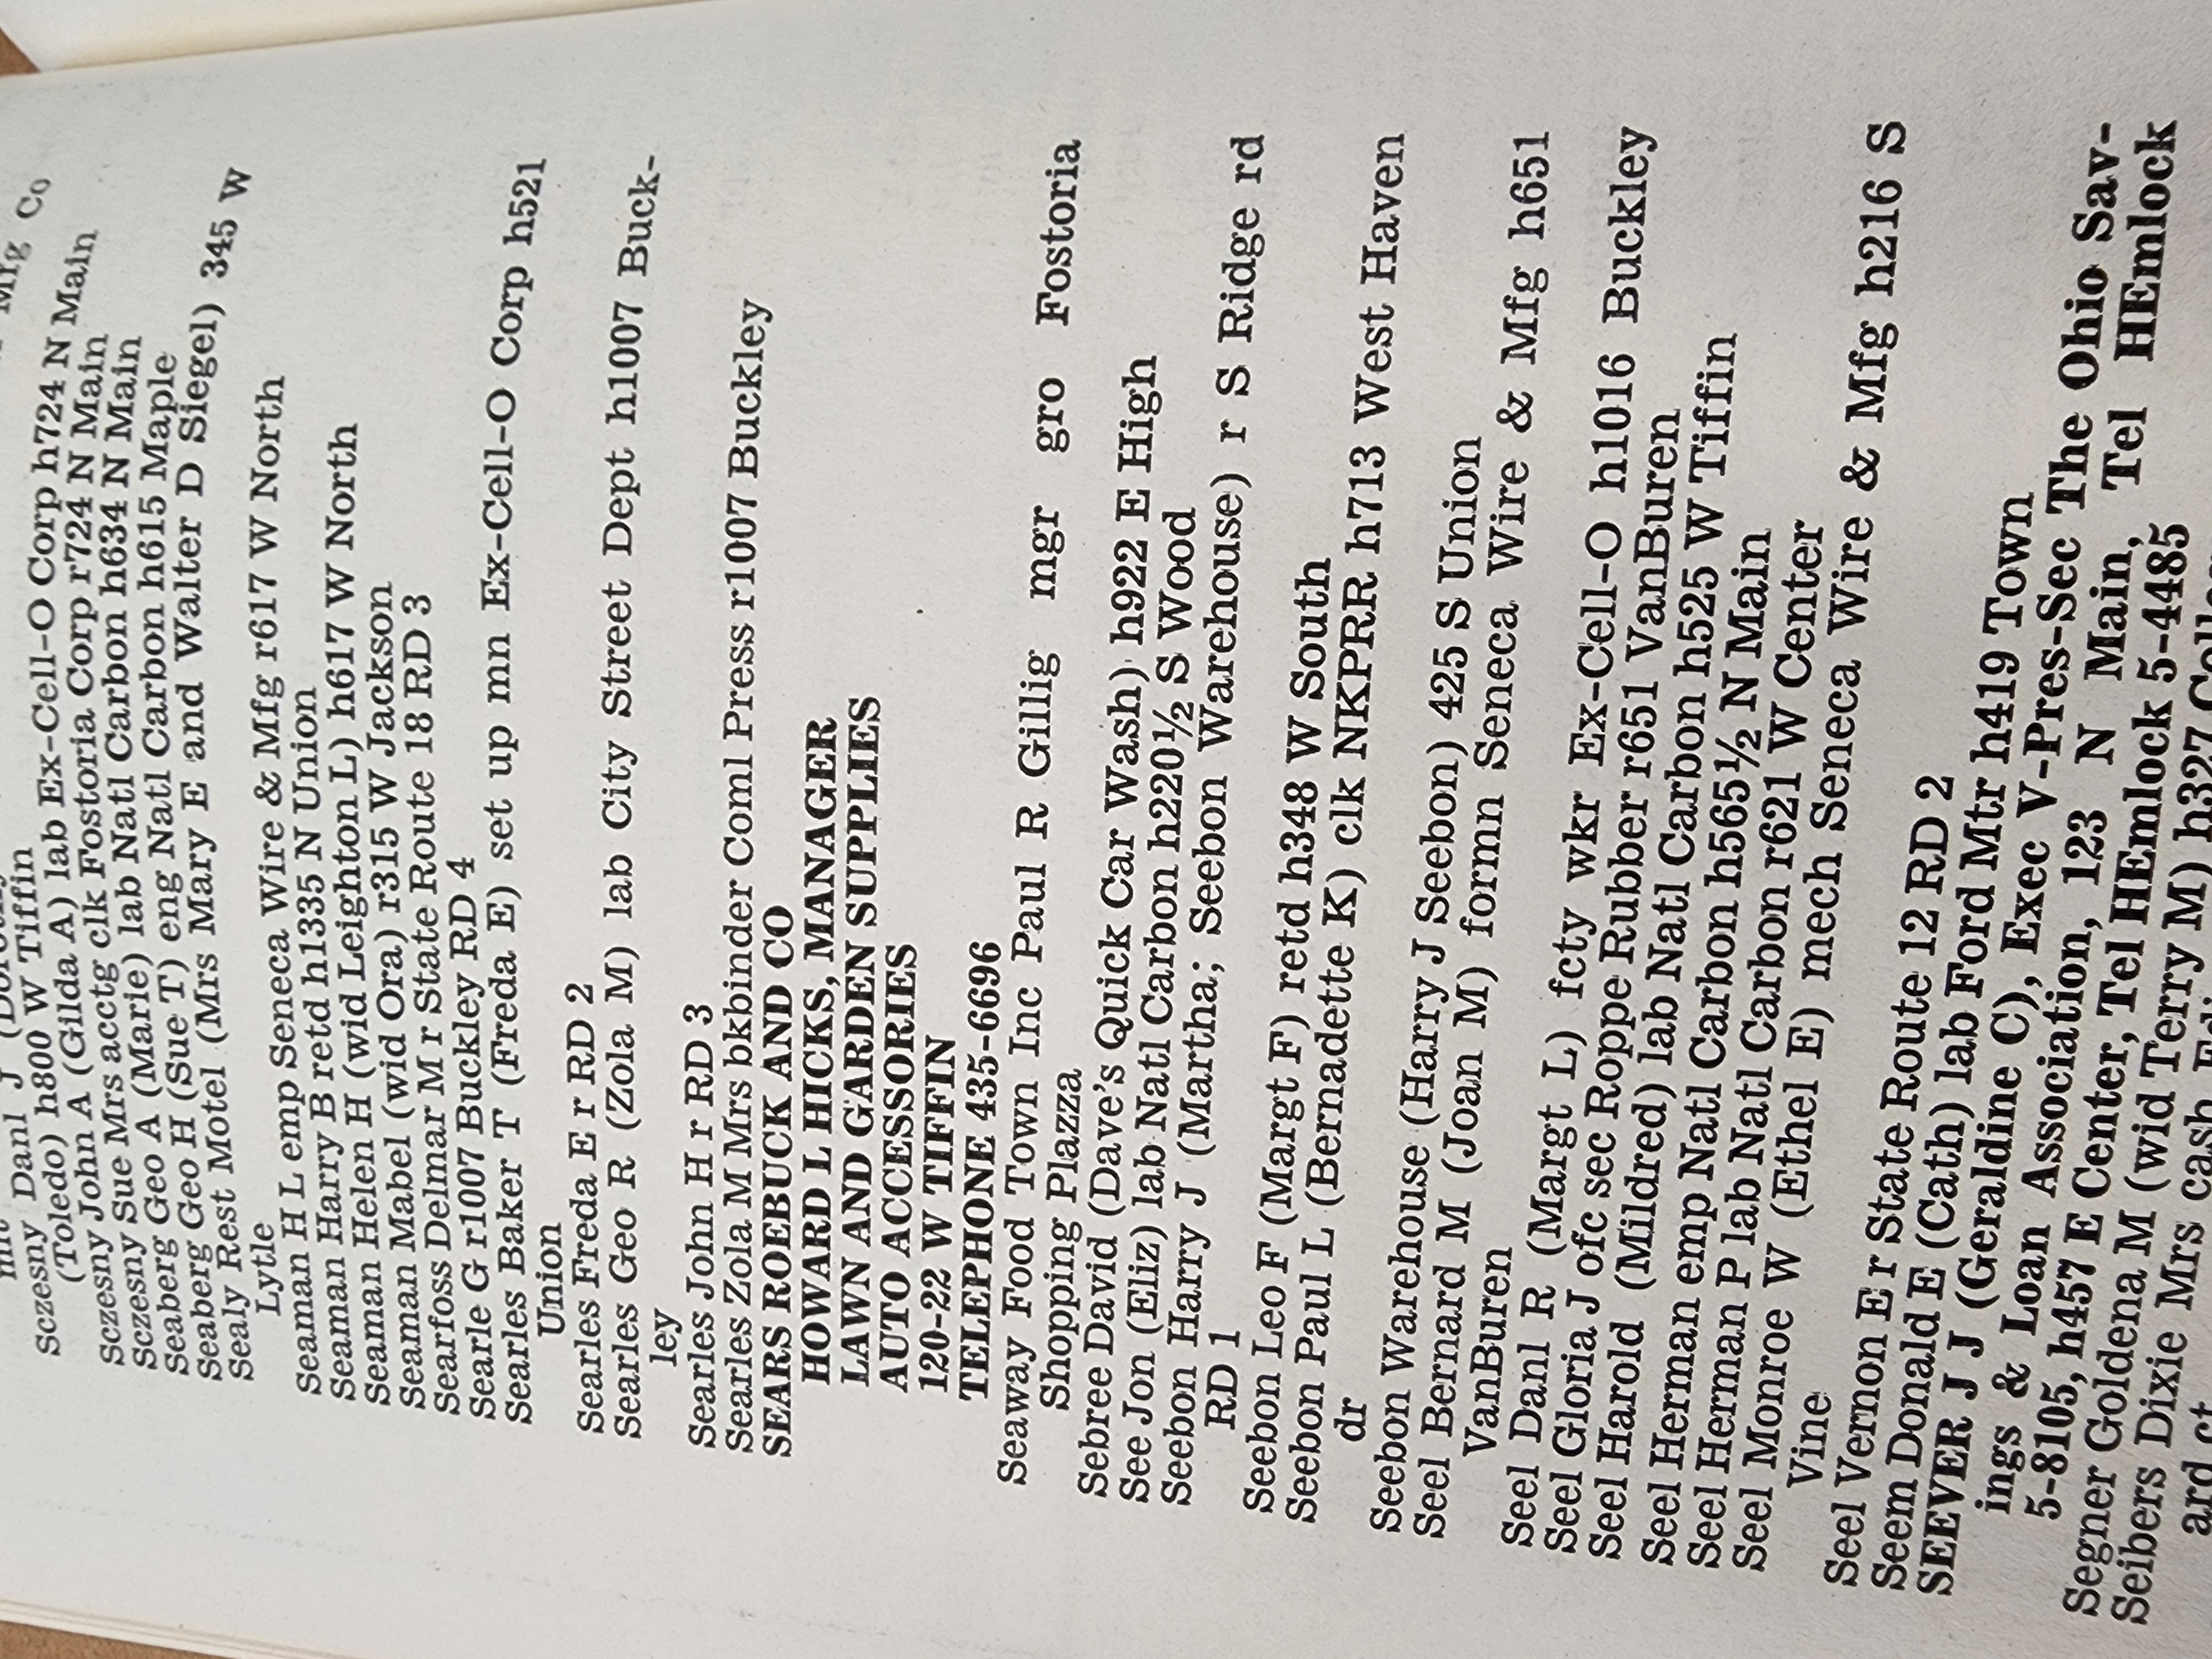 Mfg Co
Sczesny Danl J
(Toledo) h800 W Tiffin
Sczesny John A (Gilda A) lab Ex-Cell-O Corp h724 N Main
Sczesny Sue Mrs acctg clk Fostoria Corp r724 N Main
Seaberg Geo A (Marie) lab Natl Carbon h634 N Main
Seaberg Geo H (Sue T) eng Natl Carbon h615 Maple
Sealy Rest Motel (Mrs Mary E and Walter D Siegel) 345 W
Lytle
Seaman H L emp Seneca Wire & Mfg r617 W North
Seaman Harry B retd h1335 N Union
Seaman Helen H (wid Leighton L) h617 W North
Seaman Mabel (wid Ora) r315 W Jackson
Searfoss Delmar M r State Route 18 RD 3
Searle G r1007 Buckley RD 4
Searles Baker T (Freda E) set up mn Ex-Cell-O Corp h521
Union
Searles Freda E r RD 2
Searles Geo R (Zola M) lab City Street Dept h1007 Buck-
ley
Searles John H r RD 3
Searles Zola M Mrs bkbinder Coml Press r1007 Buckley
SEARS ROEBUCK AND CO
HOWARD L HICKS, MANAGER
LAWN AND GARDEN SUPPLIES
AUTO ACCESSORIES
120-22 W TIFFIN
TELEPHONE 435-6696
Seaway Food Town Inc Paul R Gillig mgr gro Fostoria
Shopping Plazza
Sebree David (Dave's Quick Car Wash) h922 E High
See Jon (Eliz) lab Natl Carbon h220½ S Wood
Seebon Harry J (Martha; Seebon Warehouse) r S Ridge rd
RD 1
Seebon Leo F (Margt F) retd h348 W South
Seebon Paul L (Bernadette K) clk NKPRR h713 West Haven
dr
Seebon Warehouse (Harry J Seebon) 425 S Union
Seel Bernard M (Joan M) formn Seneca Wire & Mfg h651
VanBuren
Seel Danl R (Margt L) fcty wkr Ex-Cell-O h1016 Buckley
Seel Gloria J ofc sec Roppe Rubber r651 VanBuren
Seel Harold (Mildred) lab Natl Carbon h525 W Tiffin
Seel Herman emp Natl Carbon h565½ N Main
Seel Herman P lab Natl Carbon r621 W Center
Seel Monroe W (Ethel E) mech Seneca Wire & Mfg h216 S
Vine
Seel Vernon E r State Route 12 RD 2
Seem Donald E (Cath) lab Ford Mtr h419 Town
SEVER J J (Geraldine C), Exec V-Pres-Sec The Ohio Sav-
ings & Loan Association, 123 N Main, Tel HEmlock
5-8105, h457 E Center, Tel HEmlock 5-4485
Segner Goldena M (wid Terry M) h327
Seibers Dixie Mrs cash
ard ct